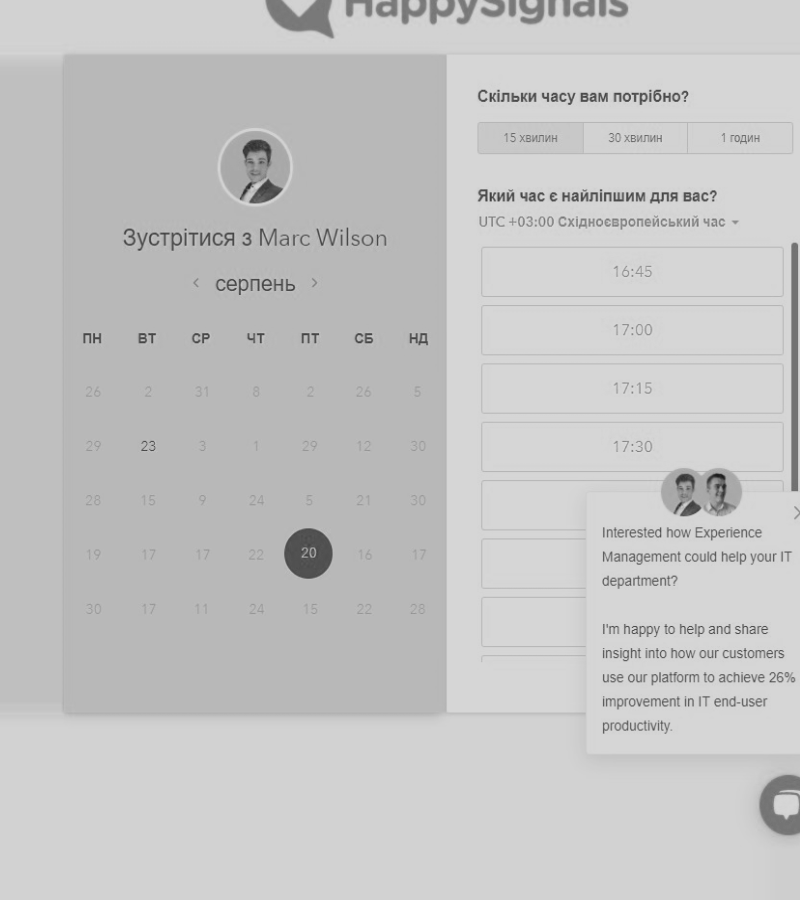 HappySignals
Зустрітися з Marc Wilson
серпень
ПН ВТ СР ЧТ ПТ СБ НД
26 2 31 8 2 26 5
29 23 3 1 29 12 30
28 15 9 24 5 21 30
19 17 17 22 20 16 17
30 17 11 24 15 22 28
Скільки часу вам потрібно?
15 хвилин 30 хвилин 1 годин
Який час є найліпшим для вас?
UTC +03:00 Східноєвропейський час
16:45
17:00
17:15
17:30
Interested how Experience
Management could help your IT
department?
I'm happy to help and share
insight into how our customers
use our platform to achieve 26%
improvement in IT end-user
productivity.